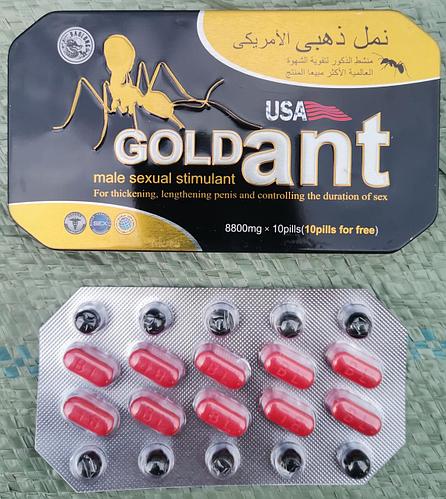 نمل ذهبي الأمريكي
منشط الذكور لتقوية الشهوة
العالمية الأكثر مبيعا المنتج
USA
GOLD ant
male sexual stimulant
For thickening, lengthening penis and controlling the duration of sex
8800mg × 10pills(10pills for free)